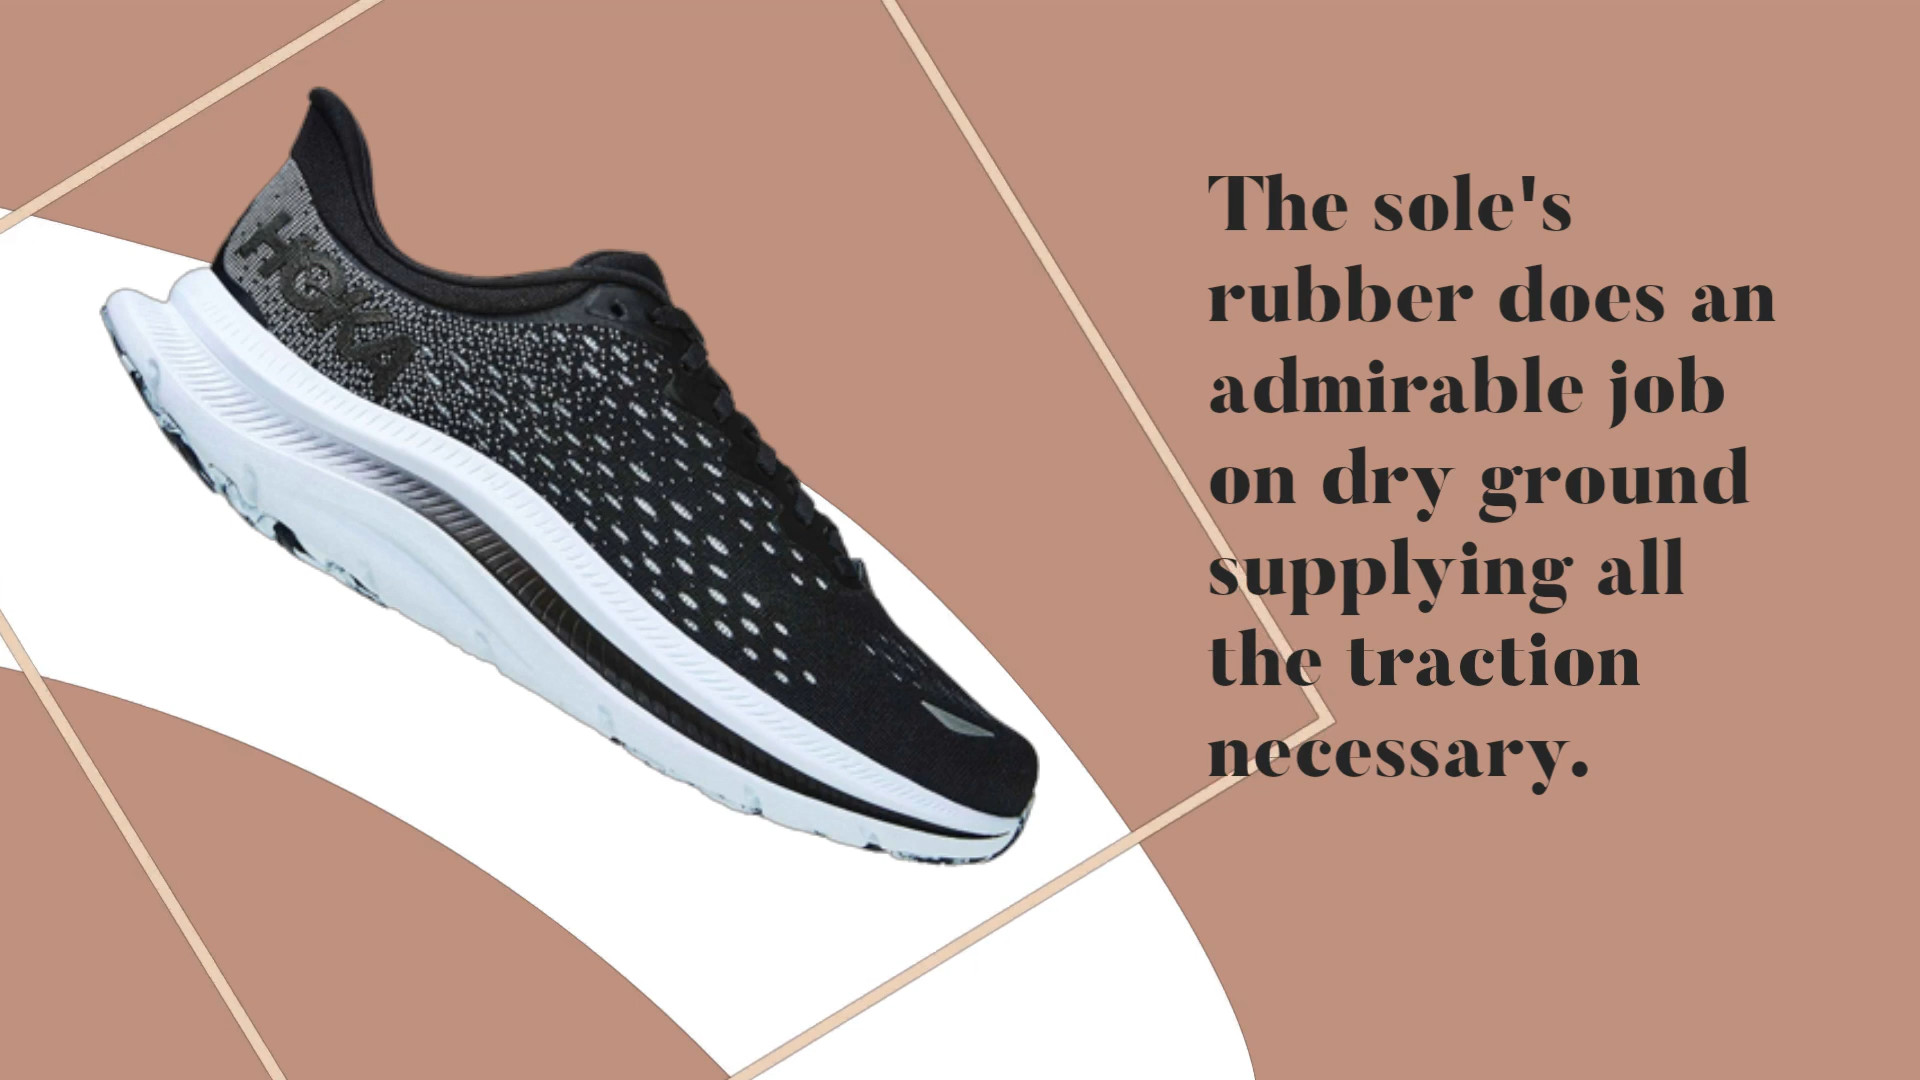 HOKA
The sole's
rubber does an
admirable job
on dry ground
supplying all
the traction
necessary.